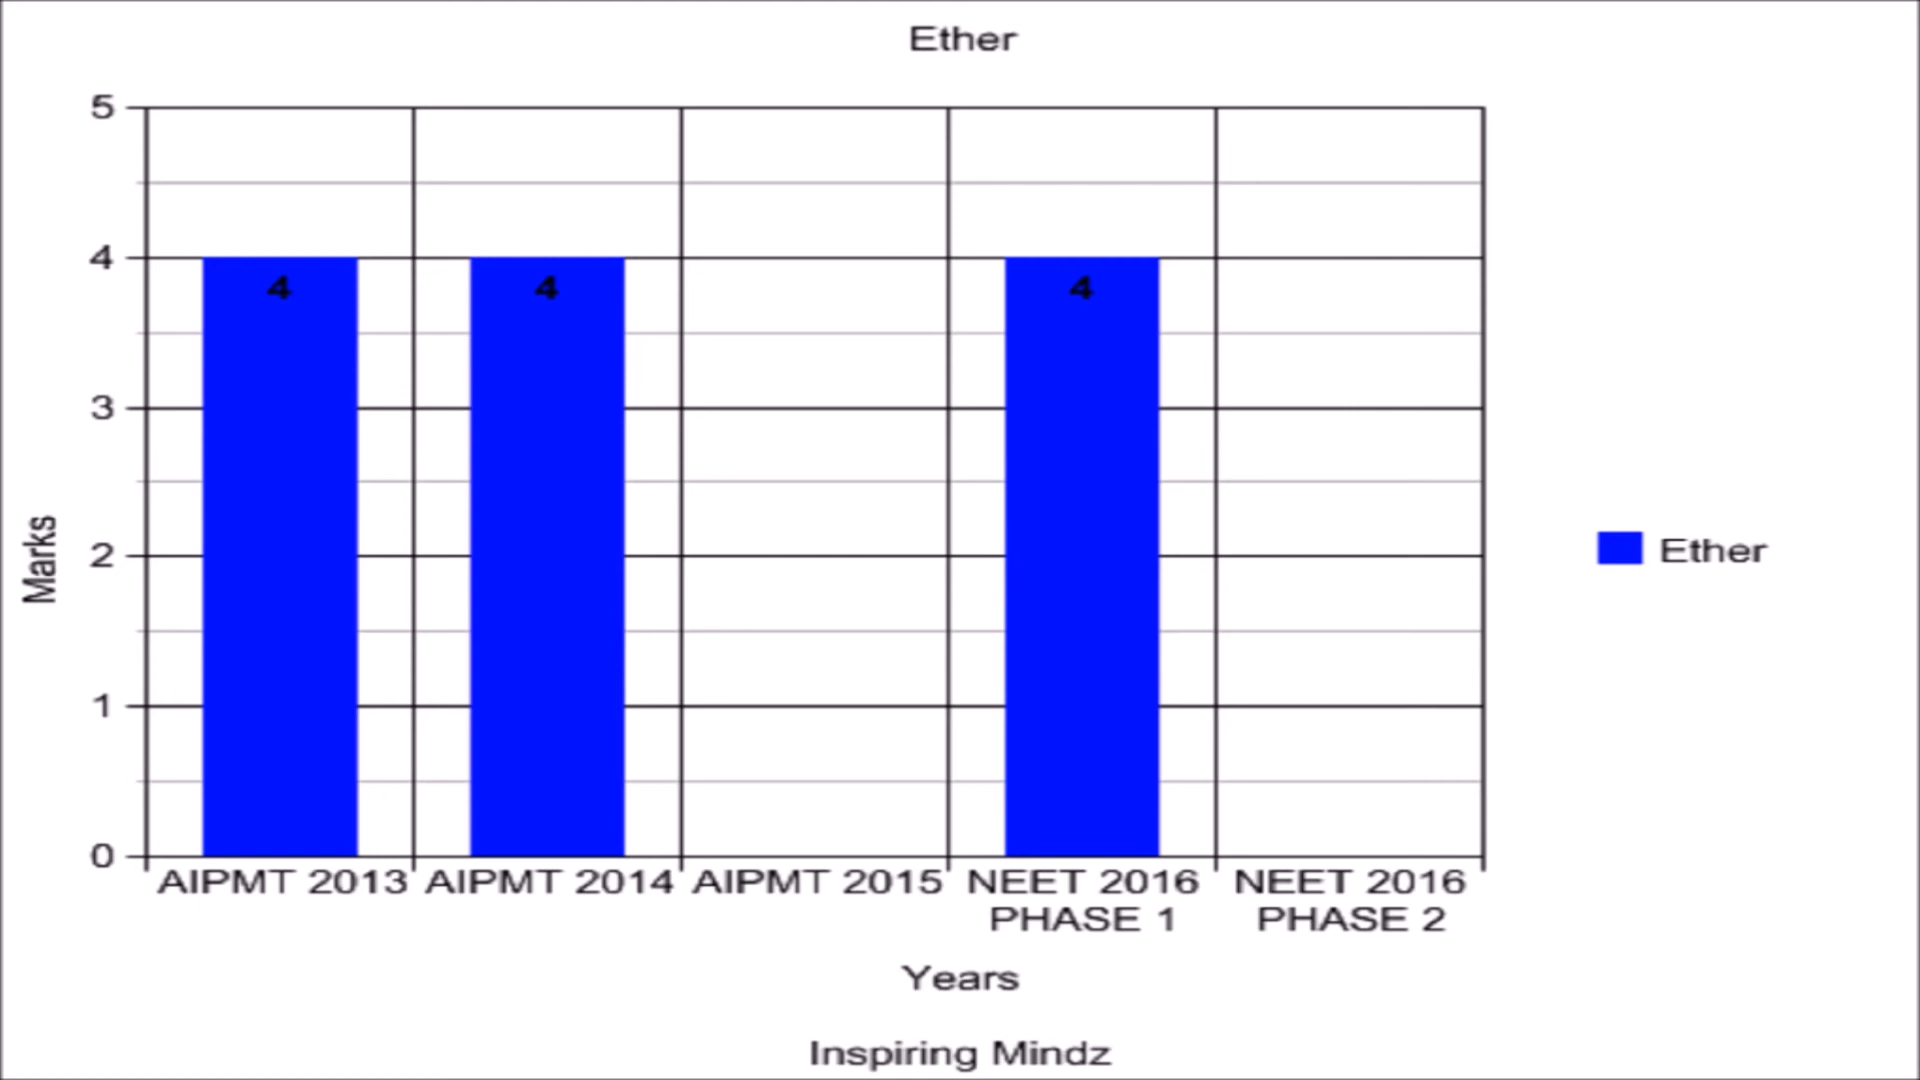 Ether
5
4
3
2
1
0
Marks
4
4
4
AIPMT 2013
AIPMT 2014
AIPMT 2015
NEET 2016
PHASE 1
NEET 2016
PHASE 2
Years
Ether
Inspiring Mindz